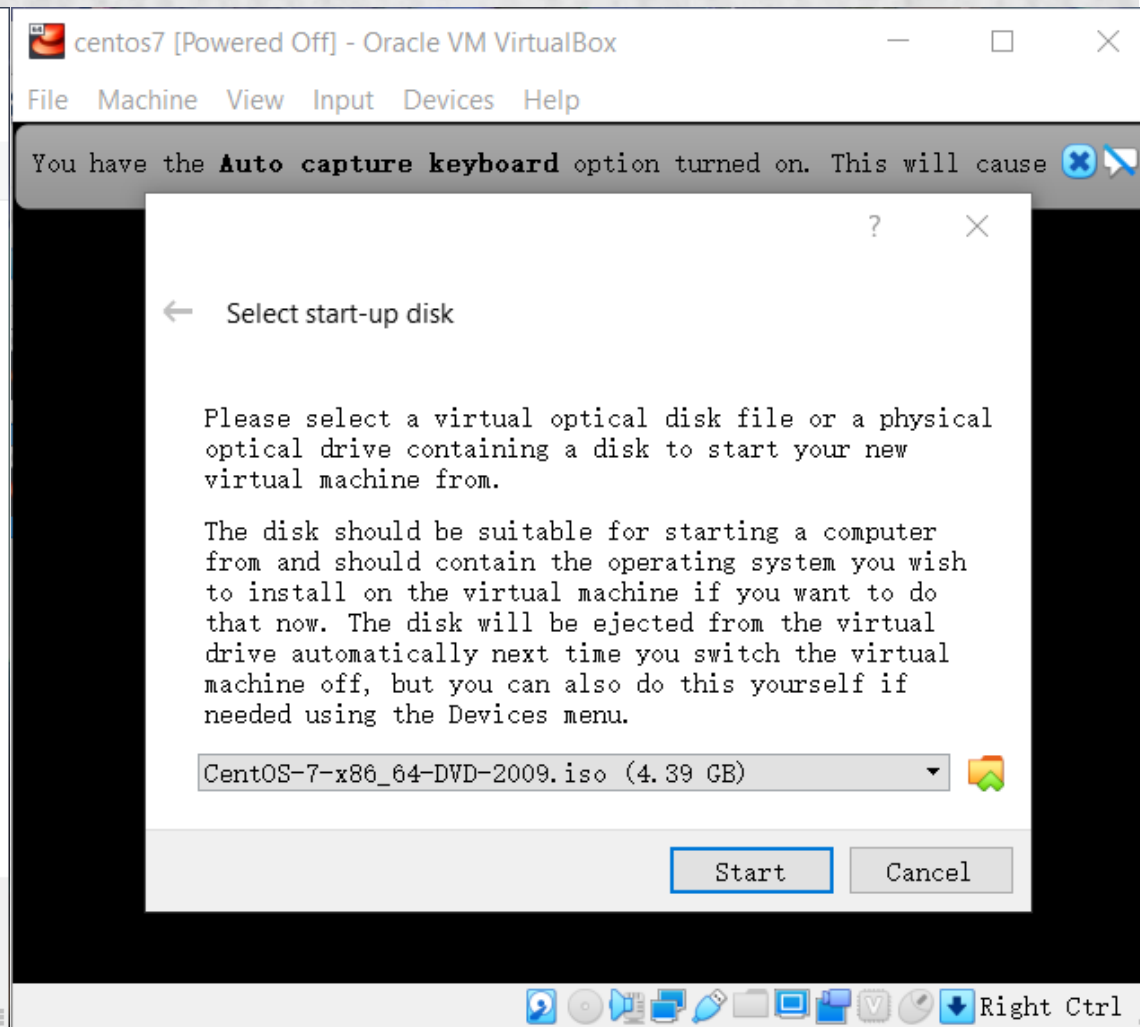 centos7 [Powered Off] - Oracle VM VirtualBox
File Machine View Input Devices Help
You have the Auto capture keyboard option turned on. This will cause
?
Select start-up disk
Please select a virtual optical disk file or a physical
optical drive containing a disk to start your new
virtual machine from.
The disk should be suitable for starting a computer
from and should contain the operating system you wish
to install on the virtual machine if you want to do
that now. The disk will be ejected from the virtual
drive automatically next time you switch the virtual
machine off, but you can also do this yourself if
needed using the Devices menu.
CentOS-7-x86_64-DVD-2009.iso (4.39 GB)
Start Cancel
Right Ctrl